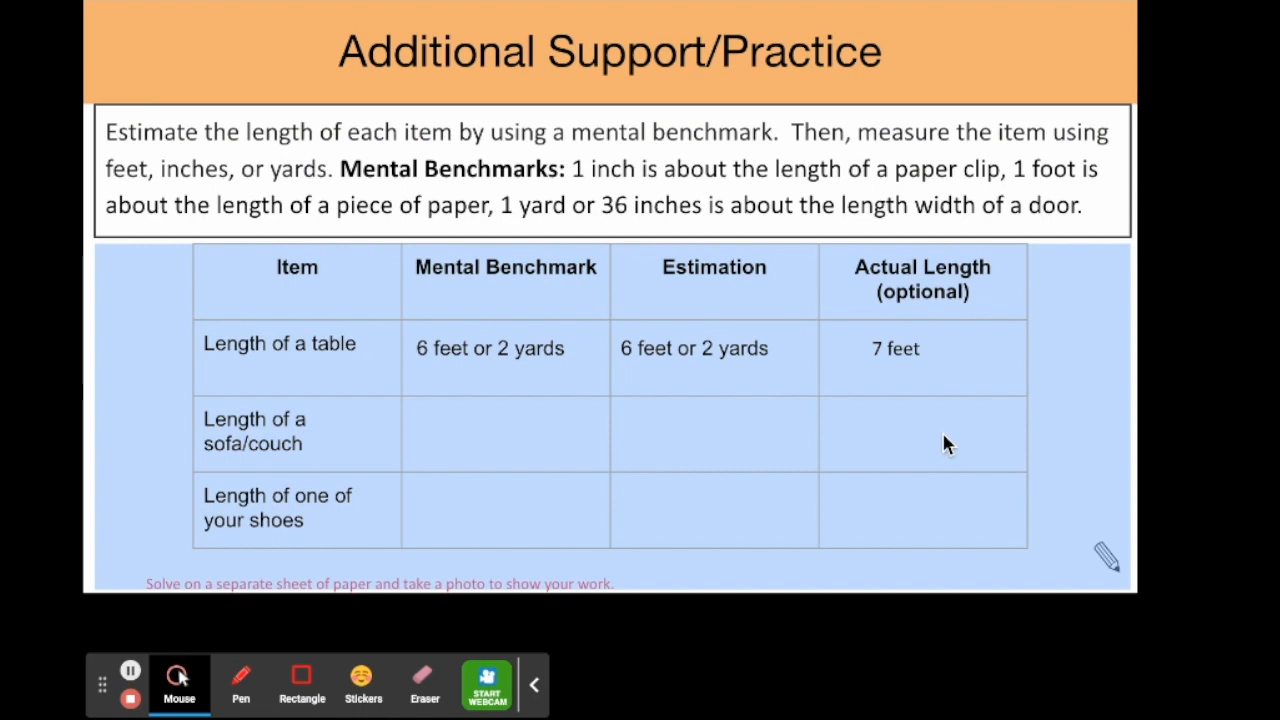 Additional Support/Practice
Estimate the length of each item by using a mental benchmark.  Then, measure the item using
feet, inches, or yards. Mental Benchmarks: 1 inch is about the length of a paper clip, 1 foot is
about the length of a piece of paper, 1 yard or 36 inches is about the length width of a door.
Item
Mental Benchmark
Estimation
Actual Length
(optional)
Length of a table
6 feet or 2 yards
6 feet or 2 yards
7 feet
Length of a
sofa/couch
Length of one of
your shoes
Solve on a separate sheet of paper and take a photo to show your work.
Mouse
Pen
Rectangle
Stickers
Eraser
START
WEBCAM